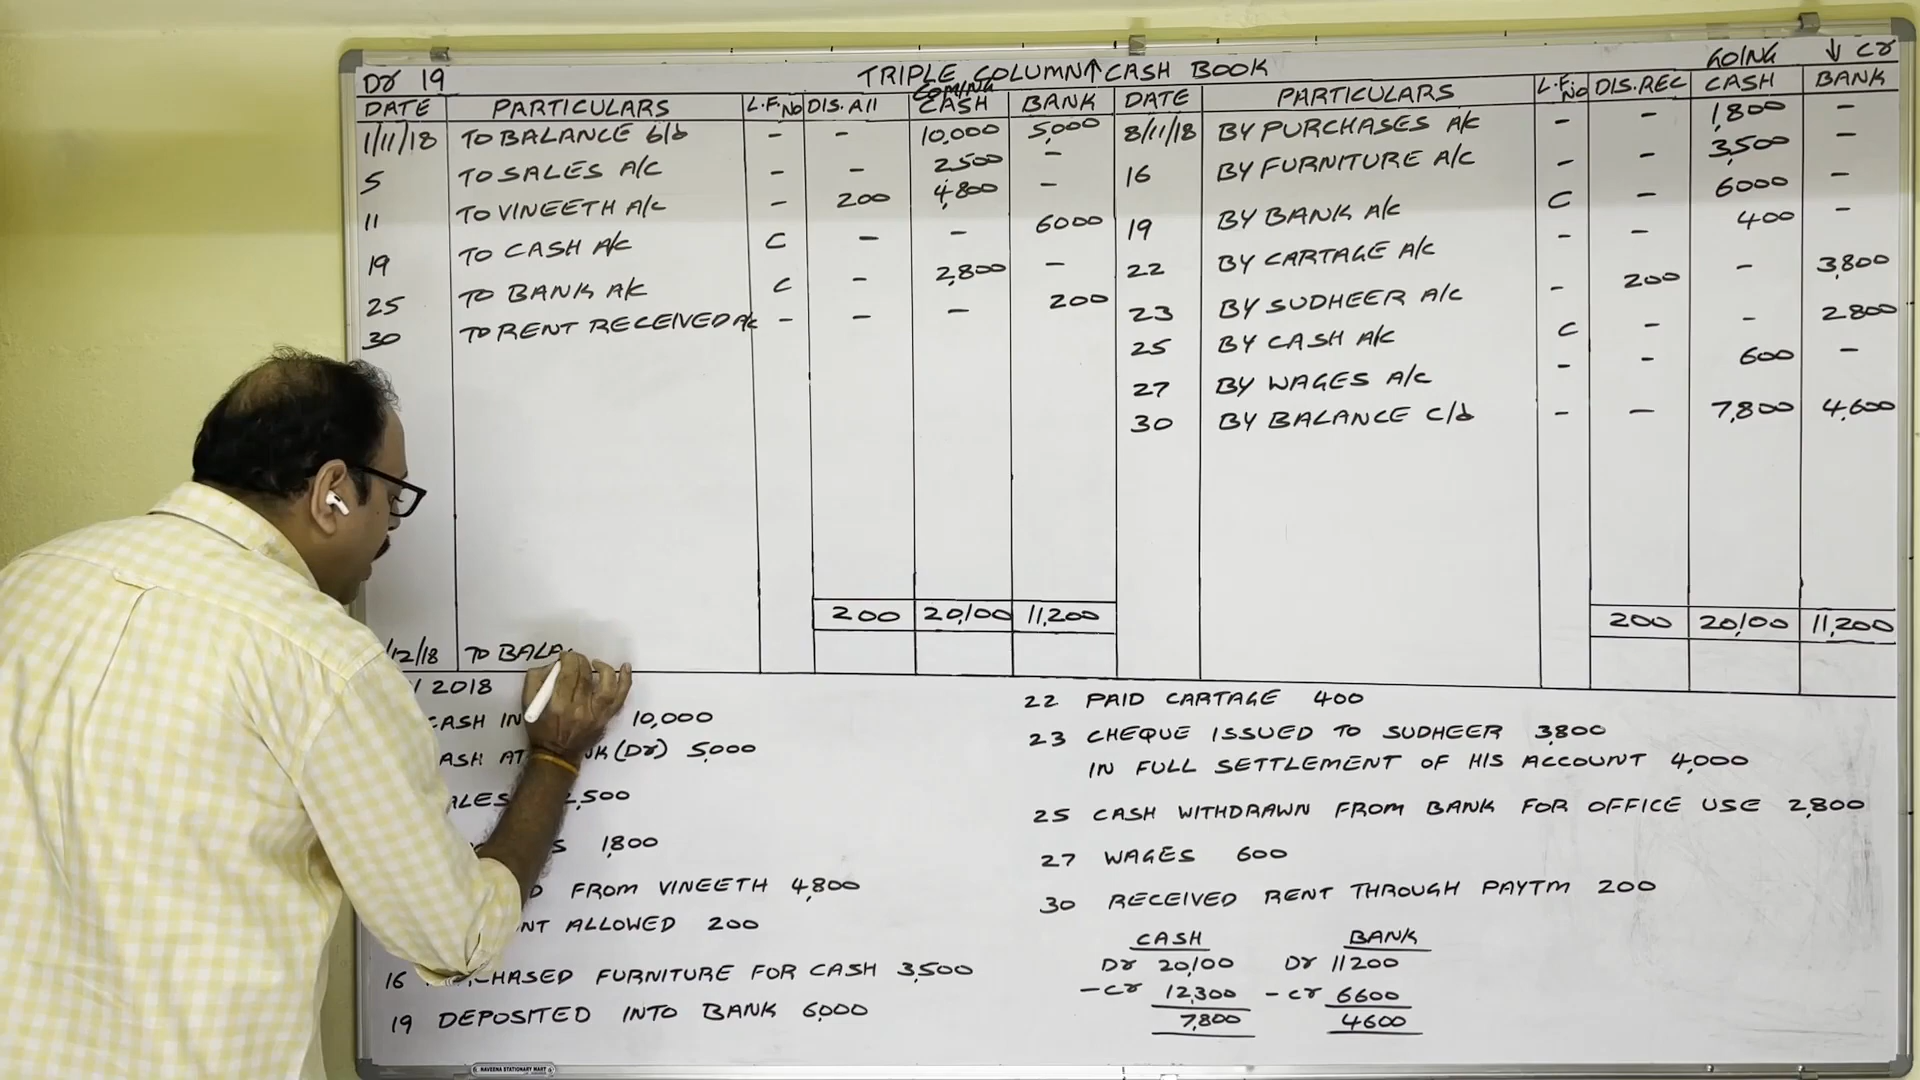 Dr 19 TRIPLE COLUMN↑ CASH BOOK GOING ↓ Cr
COMING
DATE PARTICULARS L.F.No DIS.All CASH BANK DATE PARTICULARS L.F.No DIS.REC CASH BANK
1/11/18 TO BALANCE b/d - - 10,000 5,000 8/11/18 BY PURCHASES A/c - - 1,800 -
5 TO SALES A/c - - 2,500 - 16 BY FURNITURE A/c - - 3,500 -
11 TO VINEETH A/c - 200 4,800 - 19 BY BANK A/c C - 6000 -
19 TO CASH A/c C - - 6000 22 BY CARTAGE A/c - - 400 -
25 TO BANK A/c C - 2,800 - 23 BY SUDHEER A/c - 200 - 3,800
30 TO RENT RECEIVED A/c - - - 200 25 BY CASH A/c C - - 2800
27 BY WAGES A/c - - 600 -
30 BY BALANCE c/d - - 7,800 4,600
200 20,100 11,200 200 20,100 11,200
/12/18 TO BALA
2018
CASH IN 10,000
CASH AT (Dr) 5,000
2,500
1,800
FROM VINEETH 4,800
ALLOWED 200
16 FURNITURE FOR CASH 3,500
19 DEPOSITED INTO BANK 6,000
22 PAID CARTAGE 400
23 CHEQUE ISSUED TO SUDHEER 3,800
IN FULL SETTLEMENT OF HIS ACCOUNT 4,000
25 CASH WITHDRAWN FROM BANK FOR OFFICE USE 2,800
27 WAGES 600
30 RECEIVED RENT THROUGH PAYTM 200
CASH BANK
Dr 20,100 Dr 11200
- Cr 12,300 - Cr 6600
7,800 4600
NAVEENA STATIONARY MART